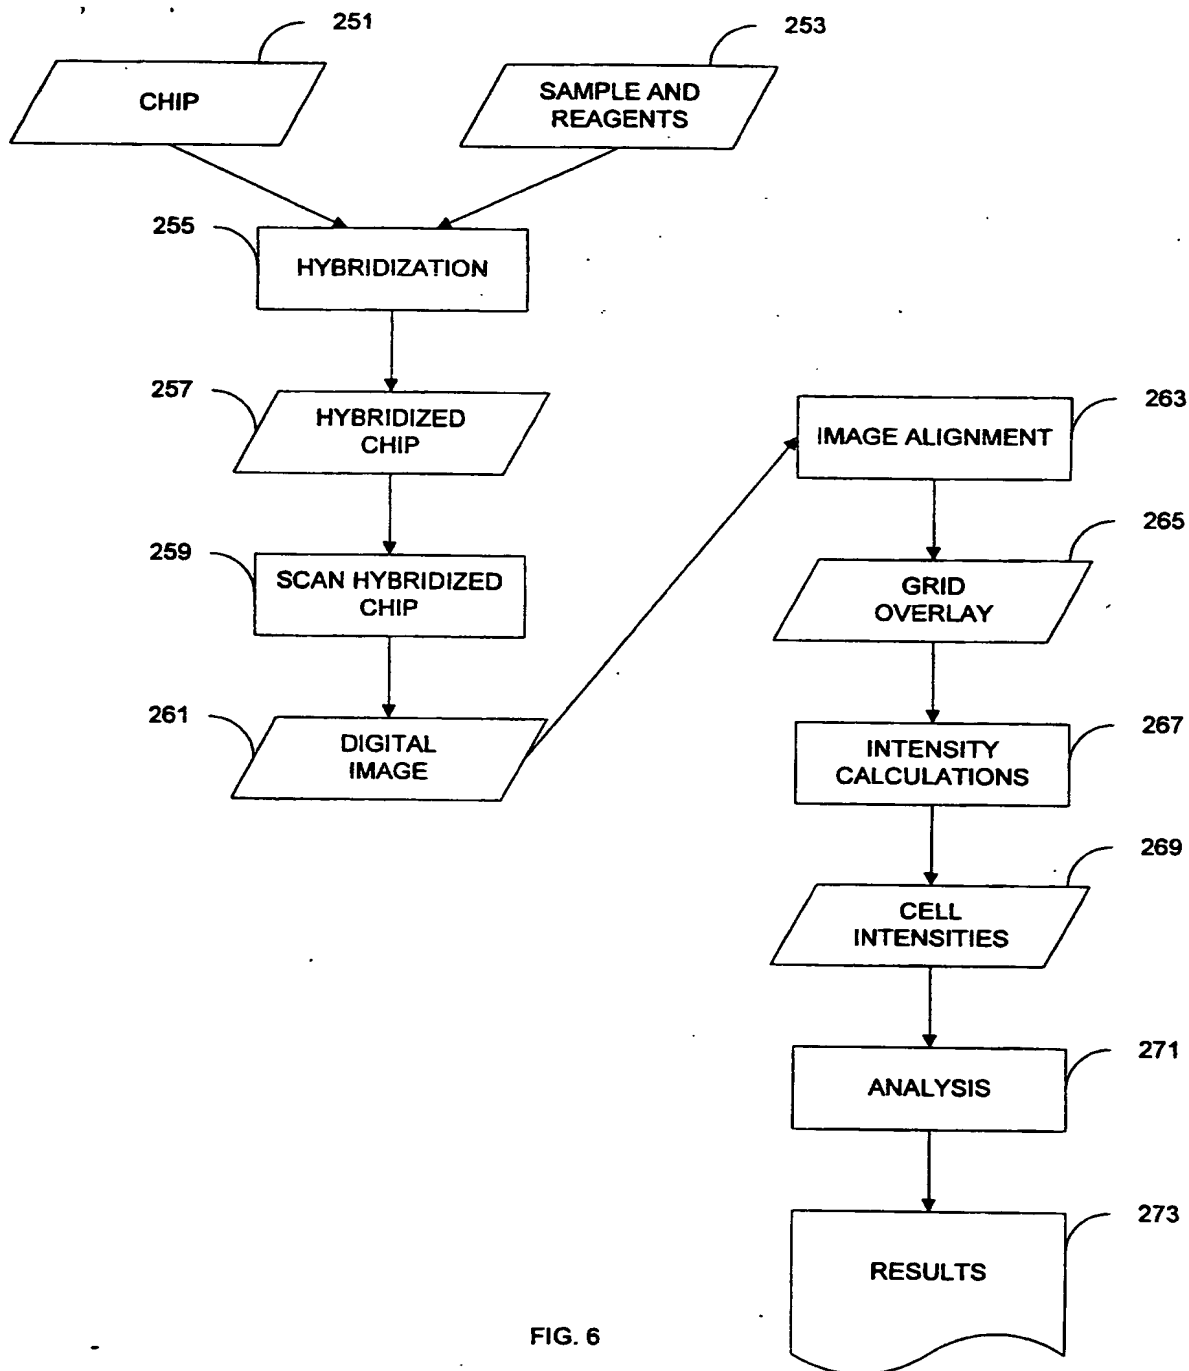 251
CHIP
253
SAMPLE AND
REAGENTS
255
HYBRIDIZATION
257
HYBRIDIZED
CHIP
259
SCAN HYBRIDIZED
CHIP
261
DIGITAL
IMAGE
263
IMAGE ALIGNMENT
265
GRID
OVERLAY
267
INTENSITY
CALCULATIONS
269
CELL
INTENSITIES
271
ANALYSIS
273
RESULTS
FIG. 6